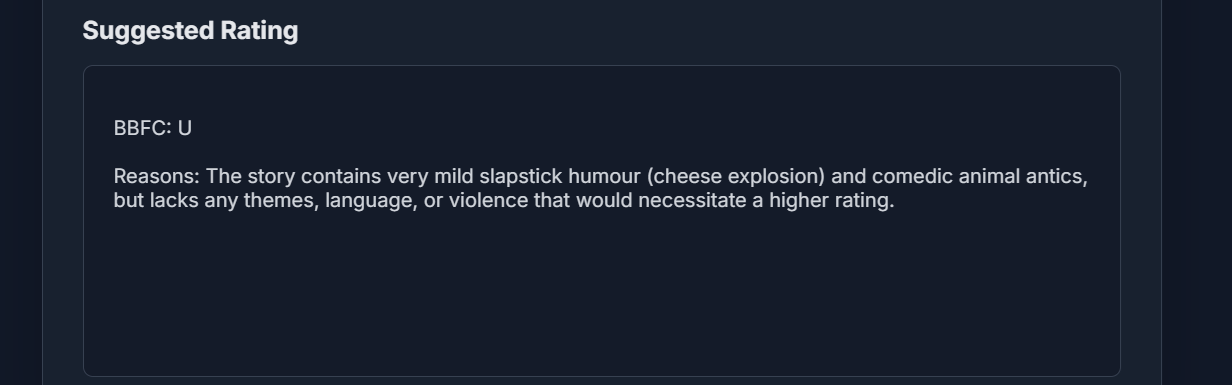 Suggested Rating
BBFC: U
Reasons: The story contains very mild slapstick humour (cheese explosion) and comedic animal antics,
but lacks any themes, language, or violence that would necessitate a higher rating.